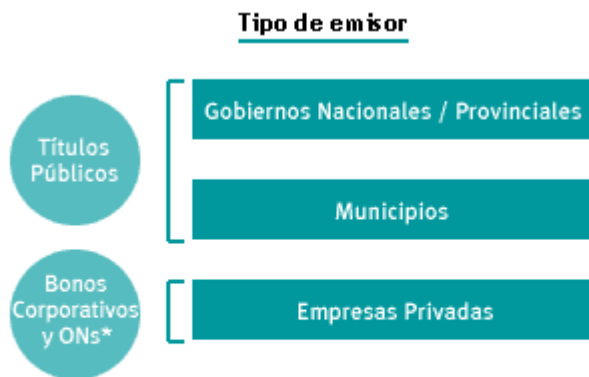 Tipo de emisor
Títulos
Públicos
Gobiernos Nacionales / Provinciales
Municipios
Bonos
Corporativos
y ONs*
Empresas Privadas